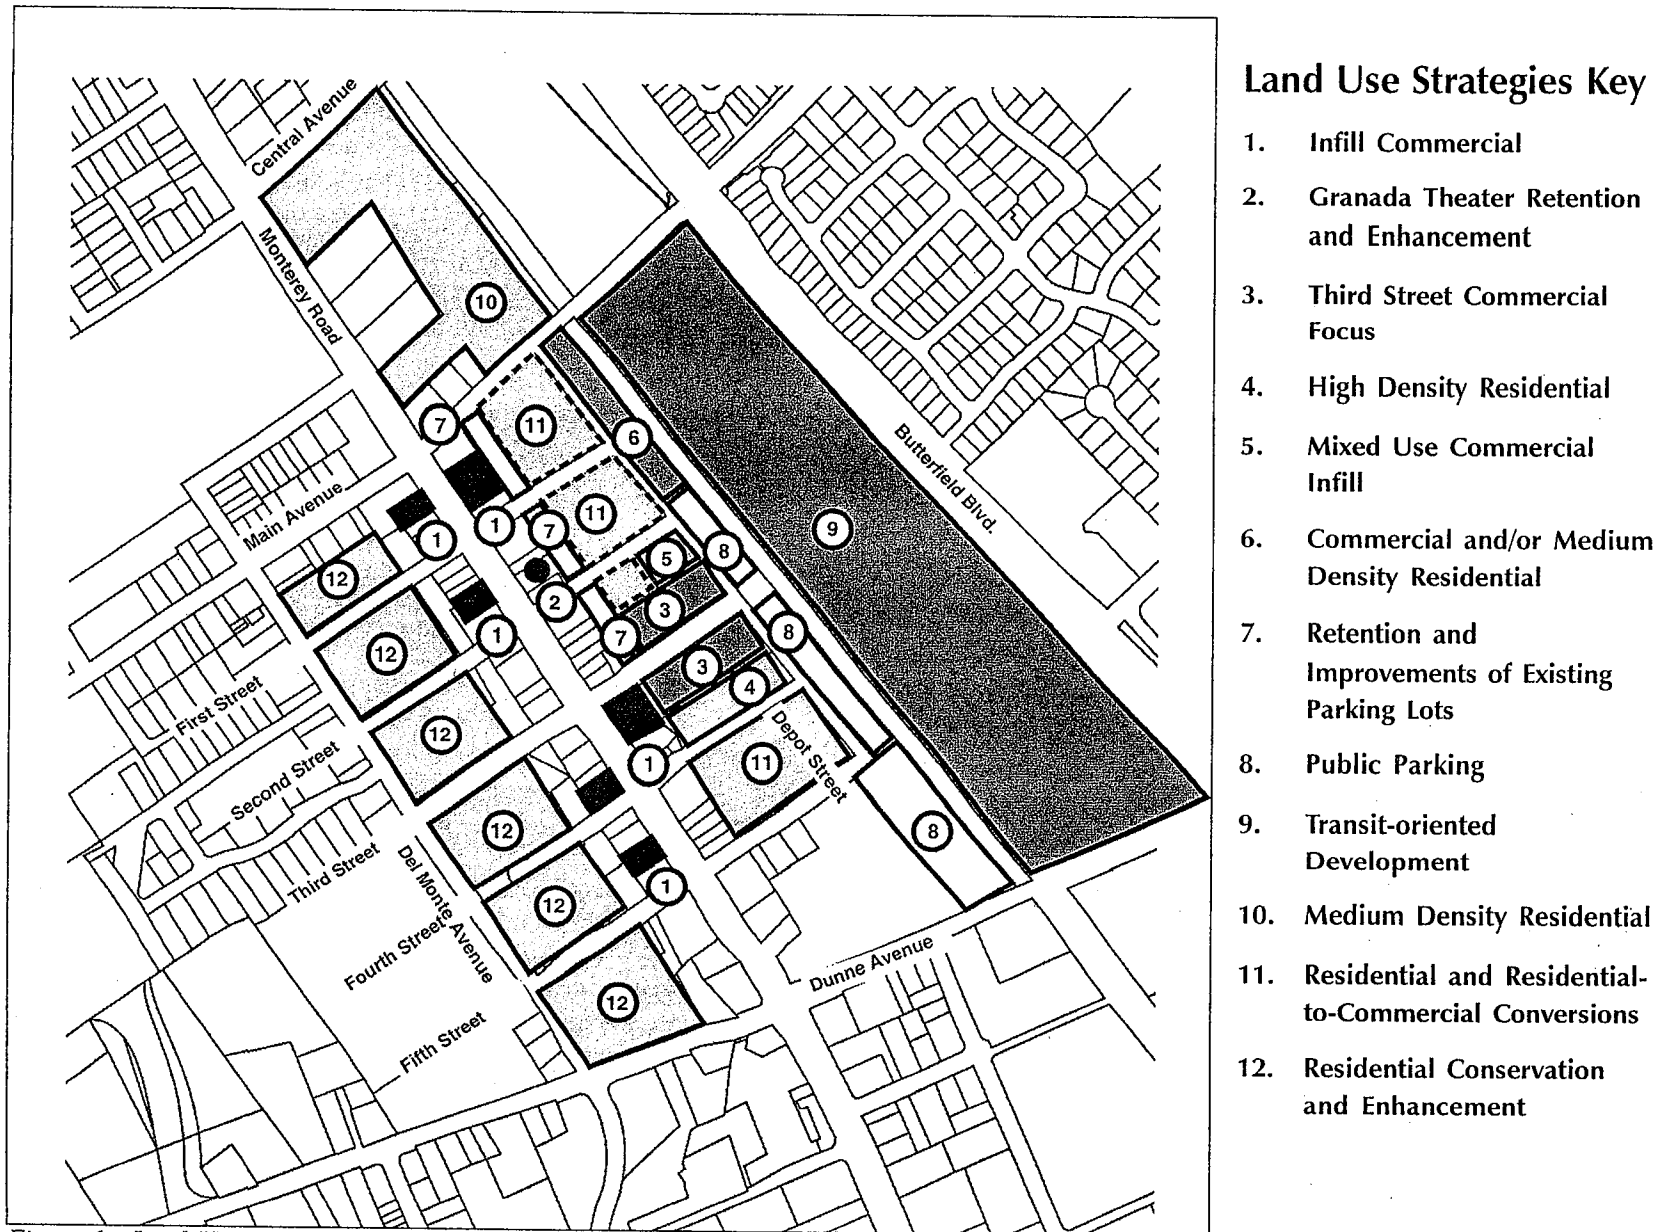 Land Use Strategies Key
1. Infill Commercial
2. Granada Theater Retention
and Enhancement
3. Third Street Commercial
Focus
4. High Density Residential
5. Mixed Use Commercial
Infill
6. Commercial and/or Medium
Density Residential
7. Retention and
Improvements of Existing
Parking Lots
8. Public Parking
9. Transit-oriented
Development
10. Medium Density Residential
11. Residential and Residential-
to-Commercial Conversions
12. Residential Conservation
and Enhancement
Central Avenue
Monterey Road
10
7
11
6
Butterfield Blvd.
9
Main Avenue
1
1
7
11
12
2
5
8
3
1
7
8
12
3
4
First Street
12
Depot Street
11
1
Second Street
12
8
Third Street
Del Monte Avenue
12
1
Fourth Street
Dunne Avenue
12
Fifth Street